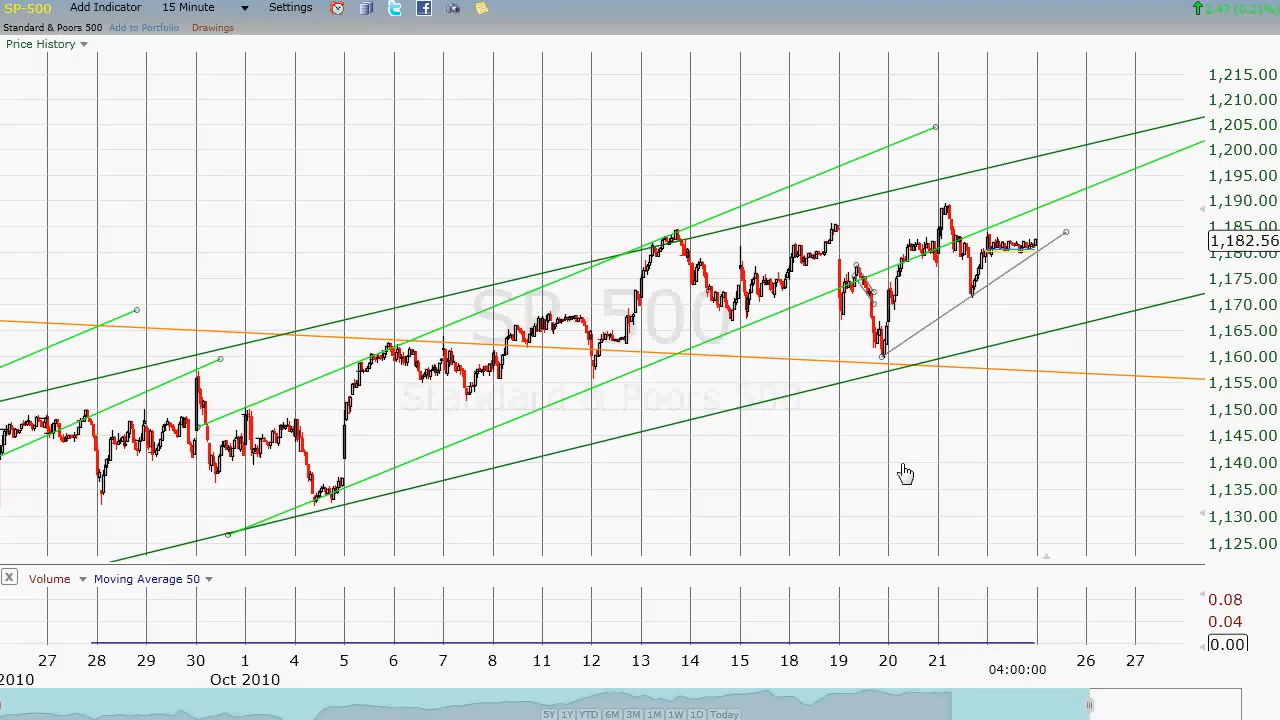 SP-500 Add Indicator 15 Minute Settings 2.47 (0.21%)
Standard & Poors 500 Add to Portfolio Drawings
Price History
1,215.00
1,210.00
1,205.00
1,200.00
1,195.00
1,190.00
1,185.00
1,182.56
1,180.00
1,175.00
1,170.00
1,165.00
1,160.00
1,155.00
1,150.00
1,145.00
1,140.00
1,135.00
1,130.00
1,125.00
SP-500
Standard & Poors 500
X Volume Moving Average 50
0.08
0.04
0.00
27 28 29 30 1 4 5 6 7 8 11 12 13 14 15 18 19 20 21 04:00:00 26 27
2010 Oct 2010
5Y 1Y YTD 6M 3M 1M 1W 1D Today